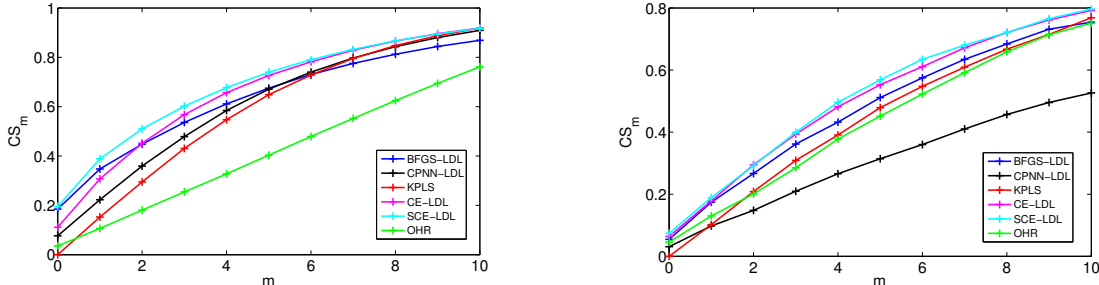 1
0.8
0.6
0.4
0.2
0
CS_m
0 2 4 6 8 10
m
BFGS-LDL
CPNN-LDL
KPLS
CE-LDL
SCE-LDL
OHR
0.8
0.6
0.4
0.2
0
CS_m
0 2 4 6 8 10
m
BFGS-LDL
CPNN-LDL
KPLS
CE-LDL
SCE-LDL
OHR